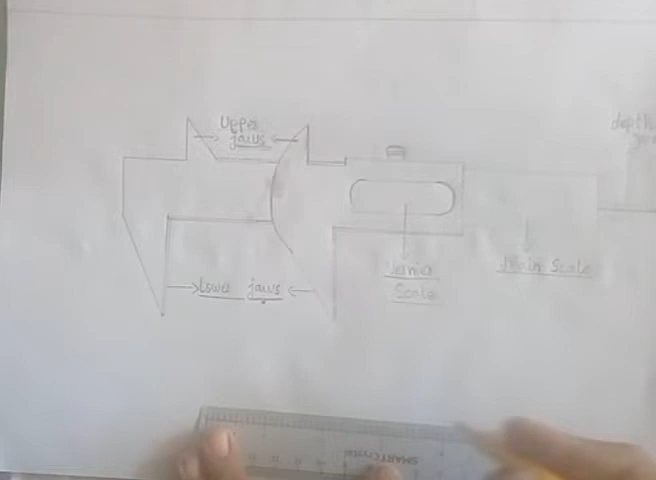 Upper
jaws
depth
Lower jaws
Vernier
Scale
Main Scale